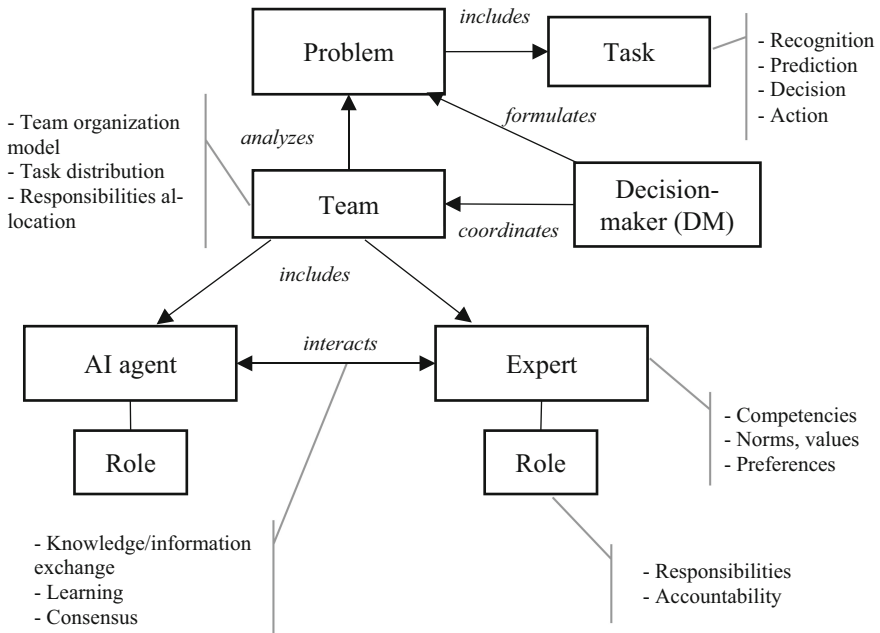 includes
Problem
Task
- Recognition
- Prediction
- Decision
- Action
- Team organization
model
- Task distribution
- Responsibilities al-
location
analyzes
formulates
Team
Decision-
maker (DM)
coordinates
includes
AI agent
interacts
Expert
Role
Role
- Competencies
- Norms, values
- Preferences
- Knowledge/information
exchange
- Learning
- Consensus
- Responsibilities
- Accountability